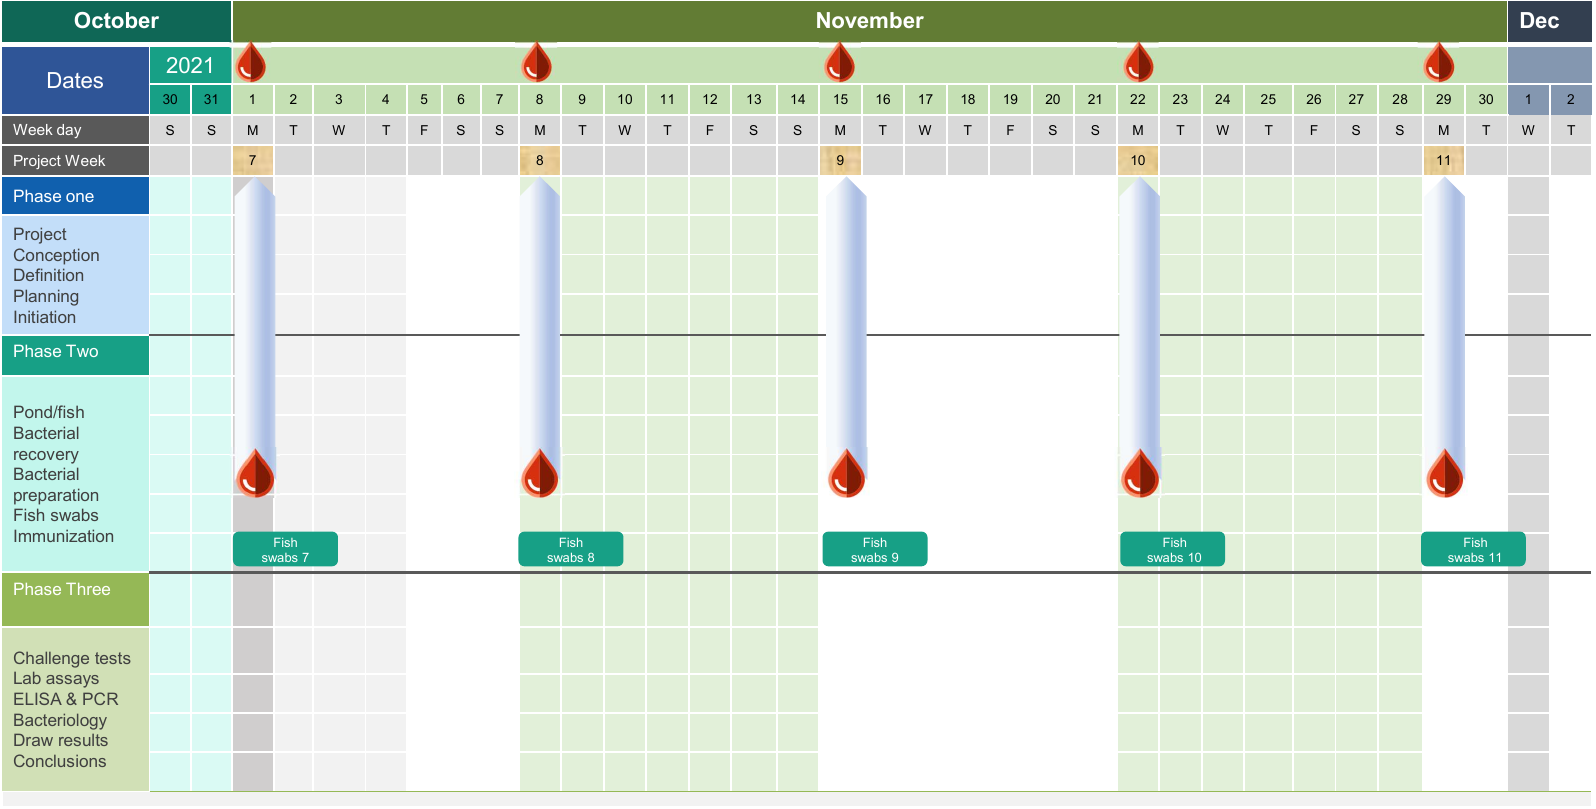 October November Dec
Dates 2021
30 31 1 2 3 4 5 6 7 8 9 10 11 12 13 14 15 16 17 18 19 20 21 22 23 24 25 26 27 28 29 30 1 2
Week day S S M T W T F S S M T W T F S S M T W T F S S M T W T F S S M T W T
Project Week 7 8 9 10 11
Phase one
Project
Conception
Definition
Planning
Initiation
Phase Two
Pond/fish
Bacterial
recovery
Bacterial
preparation
Fish swabs
Immunization
Fish
swabs 7
Fish
swabs 8
Fish
swabs 9
Fish
swabs 10
Fish
swabs 11
Phase Three
Challenge tests
Lab assays
ELISA & PCR
Bacteriology
Draw results
Conclusions